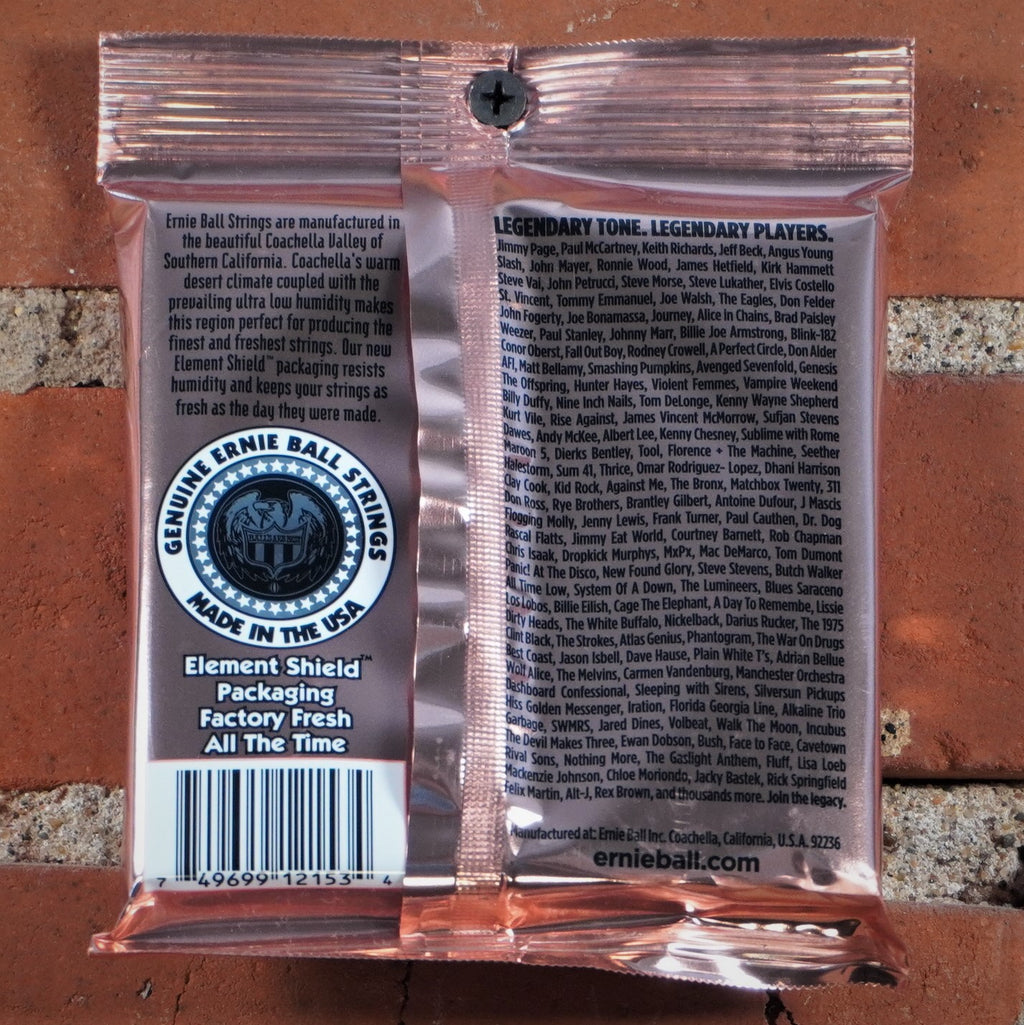 Ernie Ball Strings are manufactured in
the beautiful Coachella Valley of
Southern California. Coachella's warm
desert climate coupled with the
prevailing ultra low humidity makes
this region perfect for producing the
finest and freshest strings. Our new
Element Shield™ packaging resists
humidity and keeps your strings as
fresh as the day they were made.
GENUINE ERNIE BALL STRINGS
MADE IN THE USA
Element Shield™
Packaging
Factory Fresh
All The Time
7 49699 12153 4
LEGENDARY TONE. LEGENDARY PLAYERS.
Jimmy Page, Paul McCartney, Keith Richards, Jeff Beck, Angus Young
Slash, John Mayer, Ronnie Wood, James Hetfield, Kirk Hammett
Steve Vai, John Petrucci, Steve Morse, Steve Lukather, Elvis Costello
St. Vincent, Tommy Emmanuel, Joe Walsh, The Eagles, Don Felder
John Fogerty, Joe Bonamassa, Journey, Alice in Chains, Brad Paisley
Weezer, Paul Stanley, Johnny Marr, Billie Joe Armstrong, Blink-182
Conor Oberst, Fall Out Boy, Rodney Crowell, A Perfect Circle, Don Alder
AFI, Matt Bellamy, Smashing Pumpkins, Avenged Sevenfold, Genesis
The Offspring, Hunter Hayes, Violent Femmes, Vampire Weekend
Billy Duffy, Nine Inch Nails, Tom DeLonge, Kenny Wayne Shepherd
Kurt Vile, Rise Against, James Vincent McMorrow, Sufjan Stevens
Dawes, Andy McKee, Albert Lee, Kenny Chesney, Sublime with Rome
Maroon 5, Dierks Bentley, Tool, Florence + The Machine, Seether
Halestorm, Sum 41, Thrice, Omar Rodriguez- Lopez, Dhani Harrison
Clay Cook, Kid Rock, Against Me, The Bronx, Matchbox Twenty, 311
Don Ross, Rye Brothers, Brantley Gilbert, Antoine Dufour, J Mascis
Flogging Molly, Jenny Lewis, Frank Turner, Paul Cauthen, Dr. Dog
Rascal Flatts, Jimmy Eat World, Courtney Barnett, Rob Chapman
Chris Isaak, Dropkick Murphys, MxPx, Mac DeMarco, Tom Dumont
Panic! At The Disco, New Found Glory, Steve Stevens, Butch Walker
All Time Low, System Of A Down, The Lumineers, Blues Saraceno
Los Lobos, Billie Eilish, Cage The Elephant, A Day To Remembe, Lissie
Dirty Heads, The White Buffalo, Nickelback, Darius Rucker, The 1975
Clint Black, The Strokes, Atlas Genius, Phantogram, The War On Drugs
Best Coast, Jason Isbell, Dave Hause, Plain White T's, Adrian Bellue
Wolf Alice, The Melvins, Carmen Vandenburg, Manchester Orchestra
Dashboard Confessional, Sleeping with Sirens, Silversun Pickups
Hiss Golden Messenger, Iration, Florida Georgia Line, Alkaline Trio
Garbage, SWMRS, Jared Dines, Volbeat, Walk The Moon, Incubus
The Devil Makes Three, Ewan Dobson, Bush, Face to Face, Cavetown
Rival Sons, Nothing More, The Gaslight Anthem, Fluff, Lisa Loeb
Mackenzie Johnson, Chloe Moriondo, Jacky Bastek, Rick Springfield
Felix Martin, Alt-J, Rex Brown, and thousands more. Join the legacy.
Manufactured at: Ernie Ball Inc. Coachella, California, U.S.A. 92236
ernieball.com